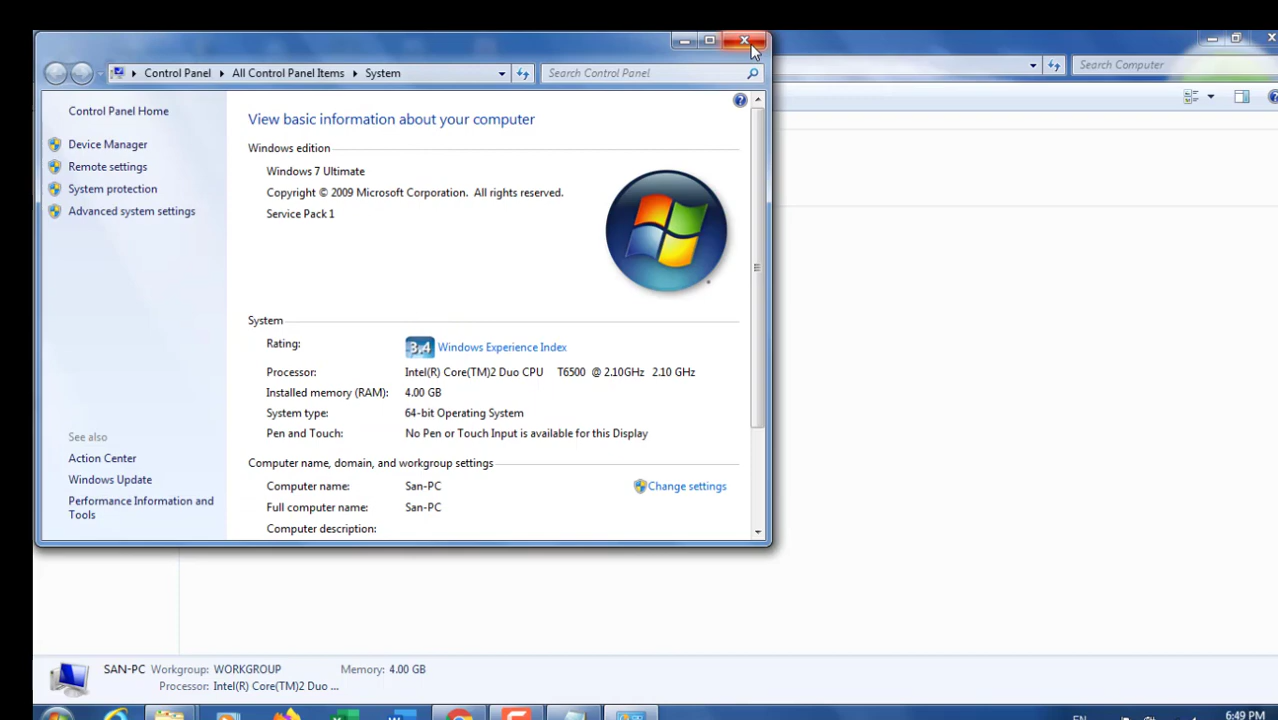 Control Panel All Control Panel Items System Search Control Panel
Search Computer
Control Panel Home
Device Manager
Remote settings
System protection
Advanced system settings
See also
Action Center
Windows Update
Performance Information and
Tools
View basic information about your computer
Windows edition
Windows 7 Ultimate
Copyright © 2009 Microsoft Corporation. All rights reserved.
Service Pack 1
System
Rating: 3.4 Windows Experience Index
Processor: Intel(R) Core(TM)2 Duo CPU T6500 @ 2.10GHz 2.10 GHz
Installed memory (RAM): 4.00 GB
System type: 64-bit Operating System
Pen and Touch: No Pen or Touch Input is available for this Display
Computer name, domain, and workgroup settings
Computer name: San-PC Change settings
Full computer name: San-PC
Computer description:
SAN-PC Workgroup: WORKGROUP Memory: 4.00 GB
Processor: Intel(R) Core(TM)2 Duo ...
EN 6:49 PM